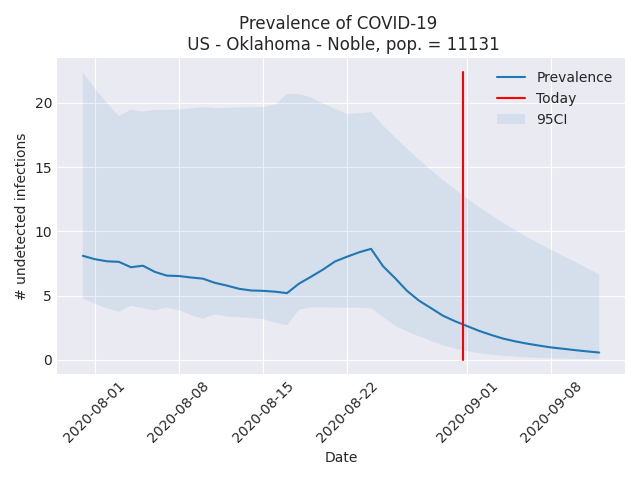 Prevalence of COVID-19
US - Oklahoma - Noble, pop. = 11131
# undetected infections
20
15
10
5
0
Prevalence
Today
95CI
2020-08-01
2020-08-08
2020-08-15
2020-08-22
2020-09-01
2020-09-08
Date